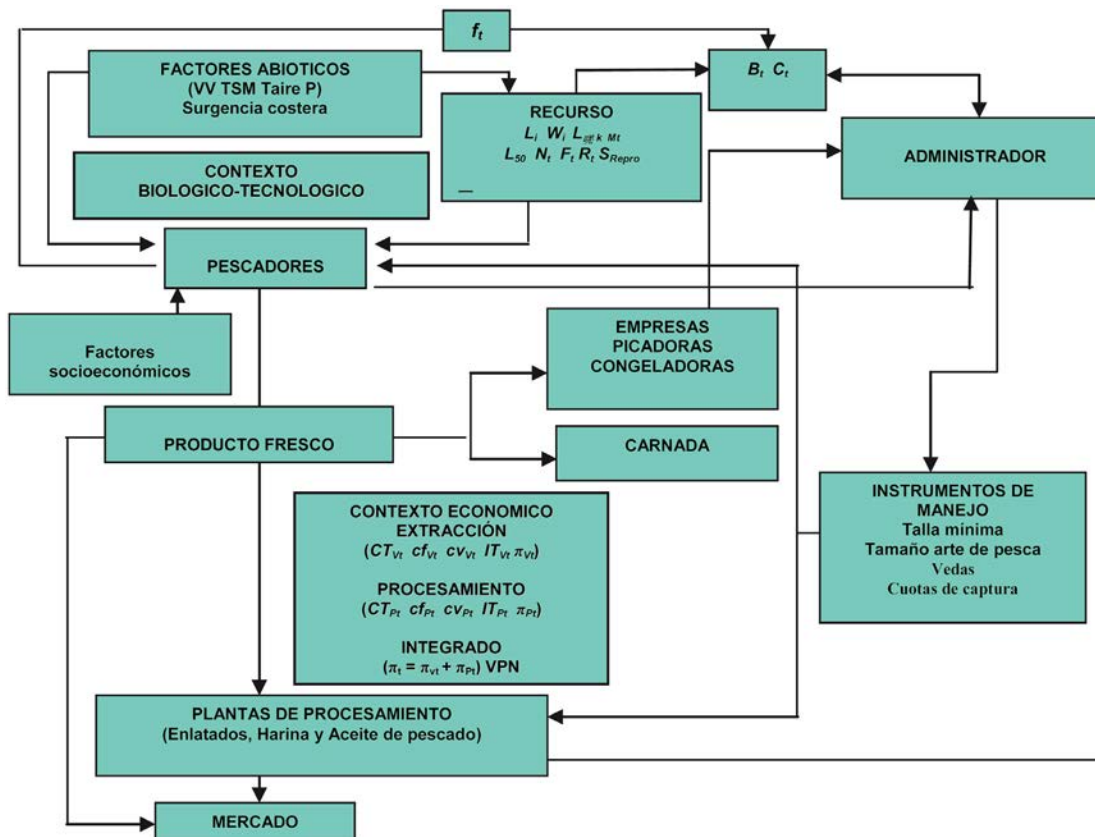 f_t
FACTORES ABIOTICOS
(VV TSM Taire P)
Surgencia costera
B_t C_t
RECURSO
L_i W_i L k Mt
L_50 N_t F_t R_t S_Repro
ADMINISTRADOR
CONTEXTO
BIOLOGICO-TECNOLOGICO
PESCADORES
Factores
socioeconómicos
EMPRESAS
PICADORAS
CONGELADORAS
PRODUCTO FRESCO
CARNADA
INSTRUMENTOS DE
MANEJO
Talla mínima
Tamaño arte de pesca
Vedas
Cuotas de captura
CONTEXTO ECONOMICO
EXTRACCIÓN
(CT_Vt cf_Vt cv_Vt IT_Vt π_Vt)
PROCESAMIENTO
(CT_Pt cf_Pt cv_Pt IT_Pt π_Pt)
INTEGRADO
(π_t = π_vt + π_Pt) VPN
PLANTAS DE PROCESAMIENTO
(Enlatados, Harina y Aceite de pescado)
MERCADO